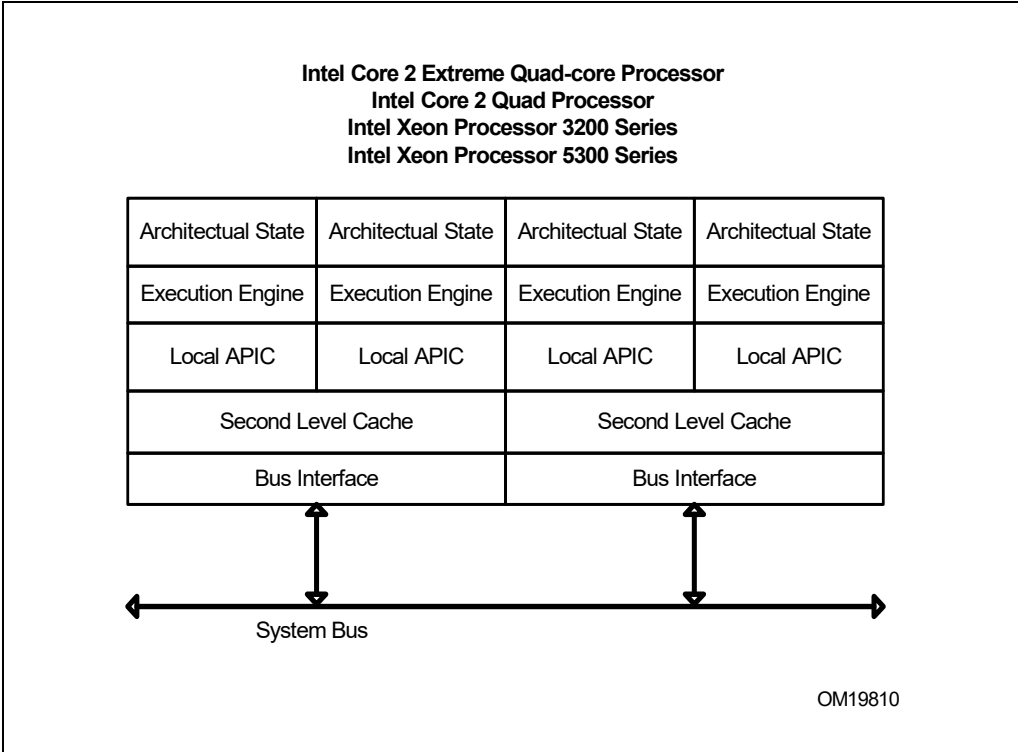 Intel Core 2 Extreme Quad-core Processor
Intel Core 2 Quad Processor
Intel Xeon Processor 3200 Series
Intel Xeon Processor 5300 Series
Architectual State Architectual State Architectual State Architectual State
Execution Engine Execution Engine Execution Engine Execution Engine
Local APIC Local APIC Local APIC Local APIC
Second Level Cache Second Level Cache
Bus Interface Bus Interface
System Bus
OM19810